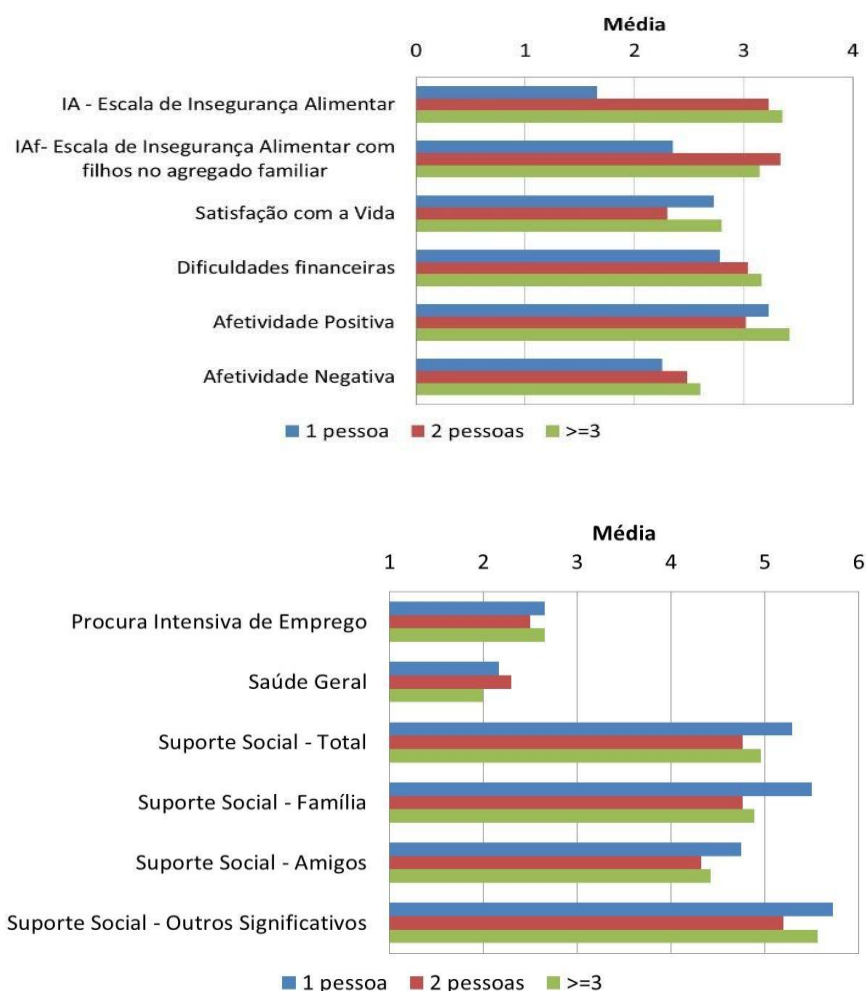 Média
0 1 2 3 4
IA - Escala de Insegurança Alimentar
IAf- Escala de Insegurança Alimentar com
filhos no agregado familiar
Satisfação com a Vida
Dificuldades financeiras
Afetividade Positiva
Afetividade Negativa
1 pessoa 2 pessoas >=3
Média
1 2 3 4 5 6
Procura Intensiva de Emprego
Saúde Geral
Suporte Social - Total
Suporte Social - Família
Suporte Social - Amigos
Suporte Social - Outros Significativos
1 pessoa 2 pessoas >=3